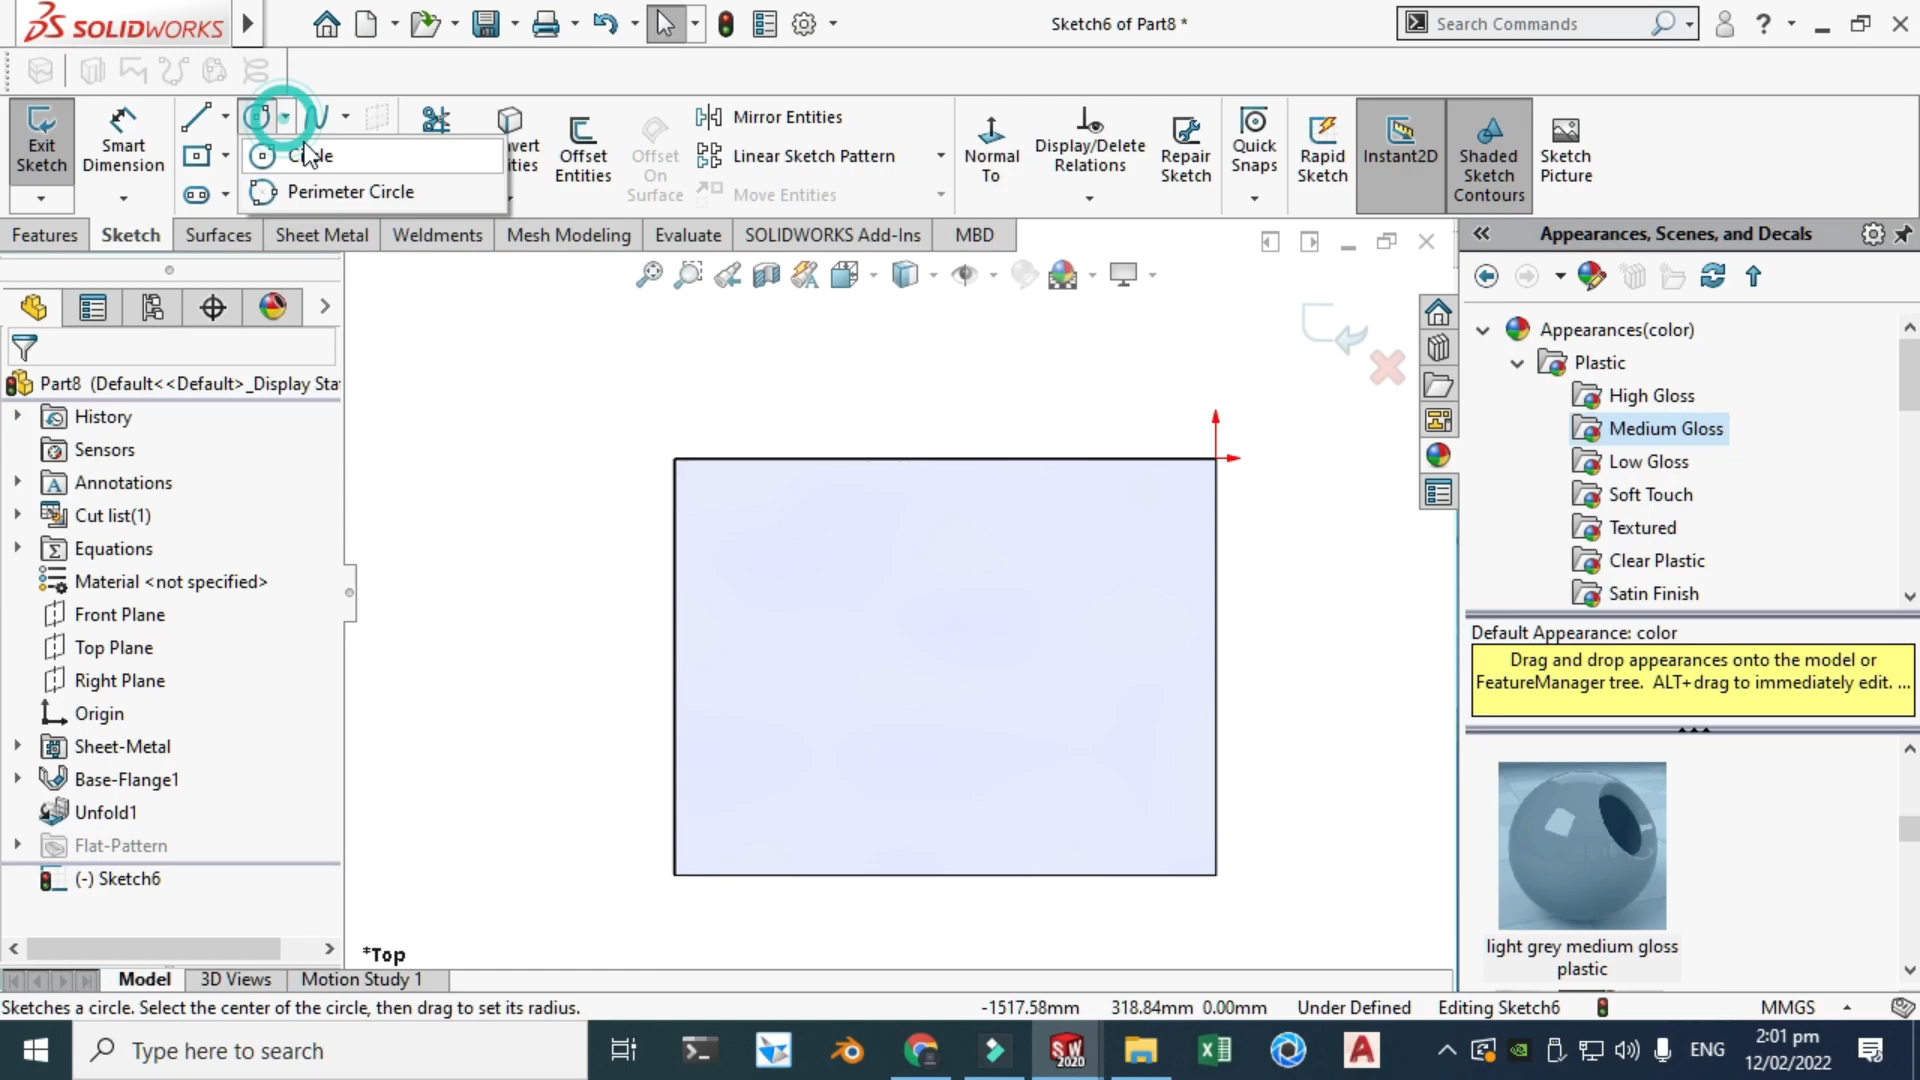 SOLIDWORKS
Sketch6 of Part8 *
Search Commands
Exit Sketch
Smart Dimension
Circle
Perimeter Circle
Offset Entities
Offset On Surface
Mirror Entities
Linear Sketch Pattern
Move Entities
Normal To
Display/Delete Relations
Repair Sketch
Quick Snaps
Rapid Sketch
Instant2D
Shaded Sketch Contours
Sketch Picture
Features
Sketch
Surfaces
Sheet Metal
Weldments
Mesh Modeling
Evaluate
SOLIDWORKS Add-Ins
MBD
Appearances, Scenes, and Decals
Part8 (Default<<Default>_Display Sta
History
Sensors
Annotations
Cut list(1)
Equations
Material <not specified>
Front Plane
Top Plane
Right Plane
Origin
Sheet-Metal
Base-Flange1
Unfold1
Flat-Pattern
(-) Sketch6
*Top
Appearances(color)
Plastic
High Gloss
Medium Gloss
Low Gloss
Soft Touch
Textured
Clear Plastic
Satin Finish
Default Appearance: color
Drag and drop appearances onto the model or
FeatureManager tree. ALT+drag to immediately edit. ...
light grey medium gloss
plastic
Model
3D Views
Motion Study 1
Sketches a circle. Select the center of the circle, then drag to set its radius.
-1517.58mm
318.84mm 0.00mm
Under Defined
Editing Sketch6
MMGS
Type here to search
SW
2020
ENG
2:01 pm
12/02/2022